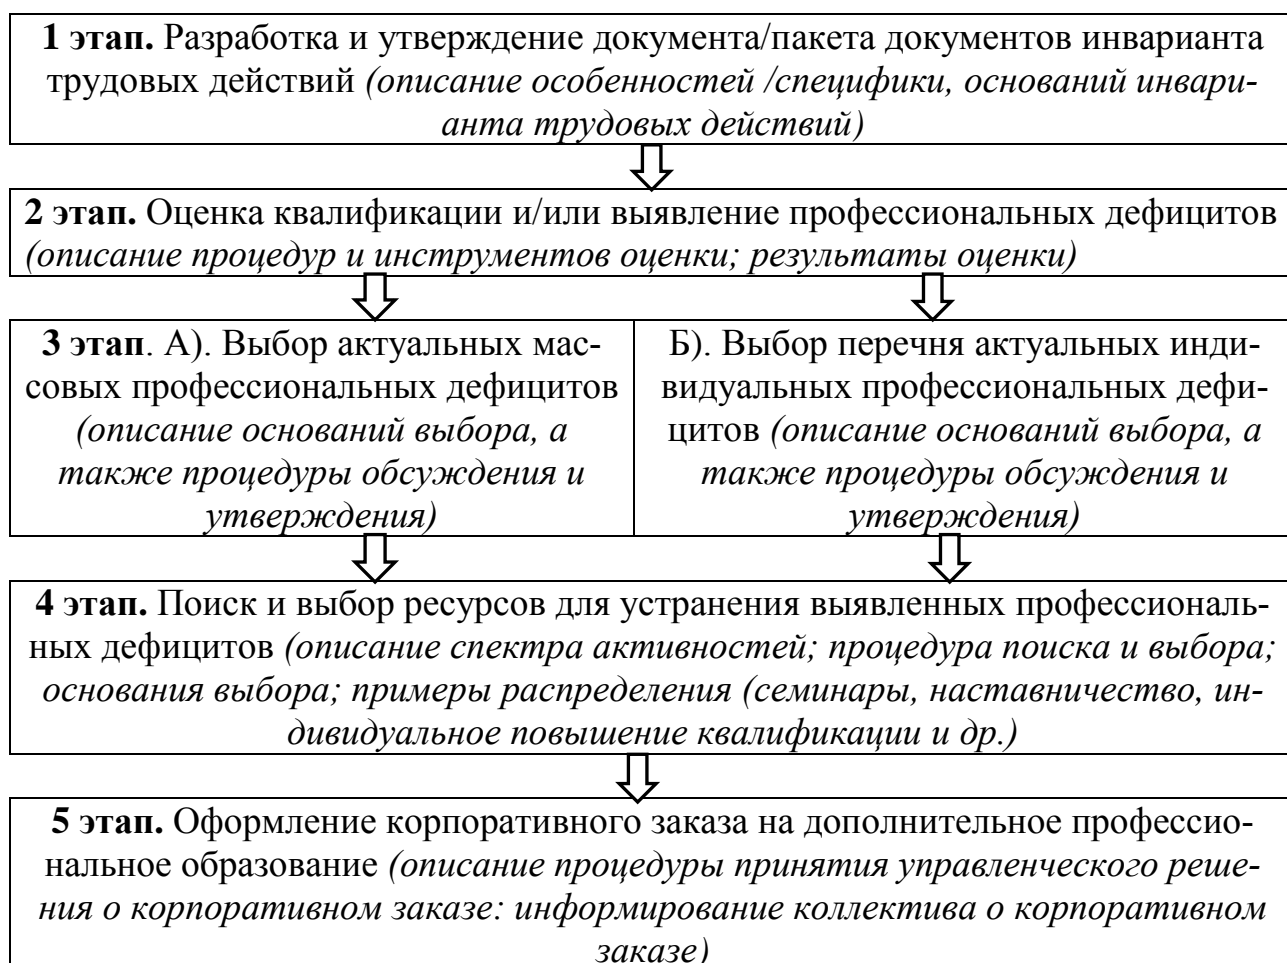 1 этап. Разработка и утверждение документа/пакета документов инварианта
трудовых действий (описание особенностей /специфики, оснований инвари-
анта трудовых действий)
2 этап. Оценка квалификации и/или выявление профессиональных дефицитов
(описание процедур и инструментов оценки; результаты оценки)
3 этап. А). Выбор актуальных мас-
совых профессиональных дефицитов
(описание оснований выбора, а
также процедуры обсуждения и
утверждения)
Б). Выбор перечня актуальных инди-
видуальных профессиональных дефи-
цитов (описание оснований выбора, а
также процедуры обсуждения и
утверждения)
4 этап. Поиск и выбор ресурсов для устранения выявленных профессиональ-
ных дефицитов (описание спектра активностей; процедура поиска и выбора;
основания выбора; примеры распределения (семинары, наставничество, ин-
дивидуальное повышение квалификации и др.)
5 этап. Оформление корпоративного заказа на дополнительное профессио-
нальное образование (описание процедуры принятия управленческого реше-
ния о корпоративном заказе: информирование коллектива о корпоративном
заказе)